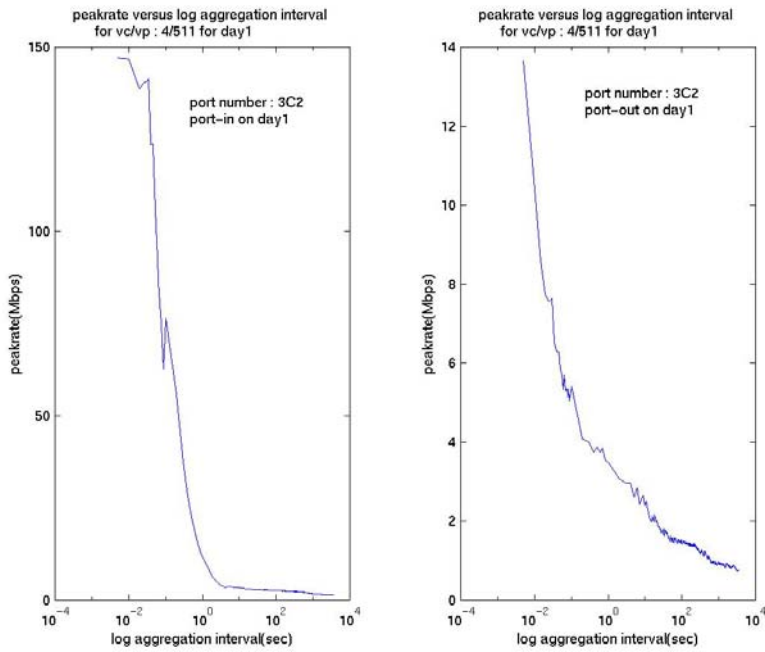 peakrate versus log aggregation interval
for vc/vp : 4/511 for day1
150
100
50
0
peakrate(Mbps)
port number : 3C2
port-in on day1
10^-4
10^-2
10^0
10^2
10^4
log aggregation interval(sec)
peakrate versus log aggregation interval
for vc/vp : 4/511 for day1
14
12
10
8
6
4
2
0
peakrate(Mbps)
port number : 3C2
port-out on day1
10^-4
10^-2
10^0
10^2
10^4
log aggregation interval(sec)